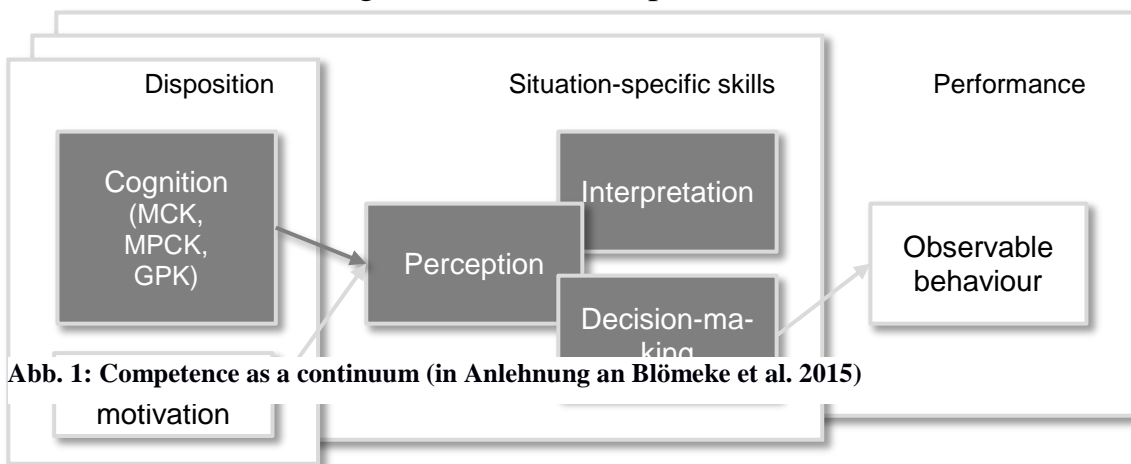 Disposition
Situation-specific skills
Performance
Cognition
(MCK,
MPCK,
GPK)
Perception
Interpretation
Decision-ma-
king
Observable
behaviour
Abb. 1: Competence as a continuum (in Anlehnung an Blömeke et al. 2015)
motivation